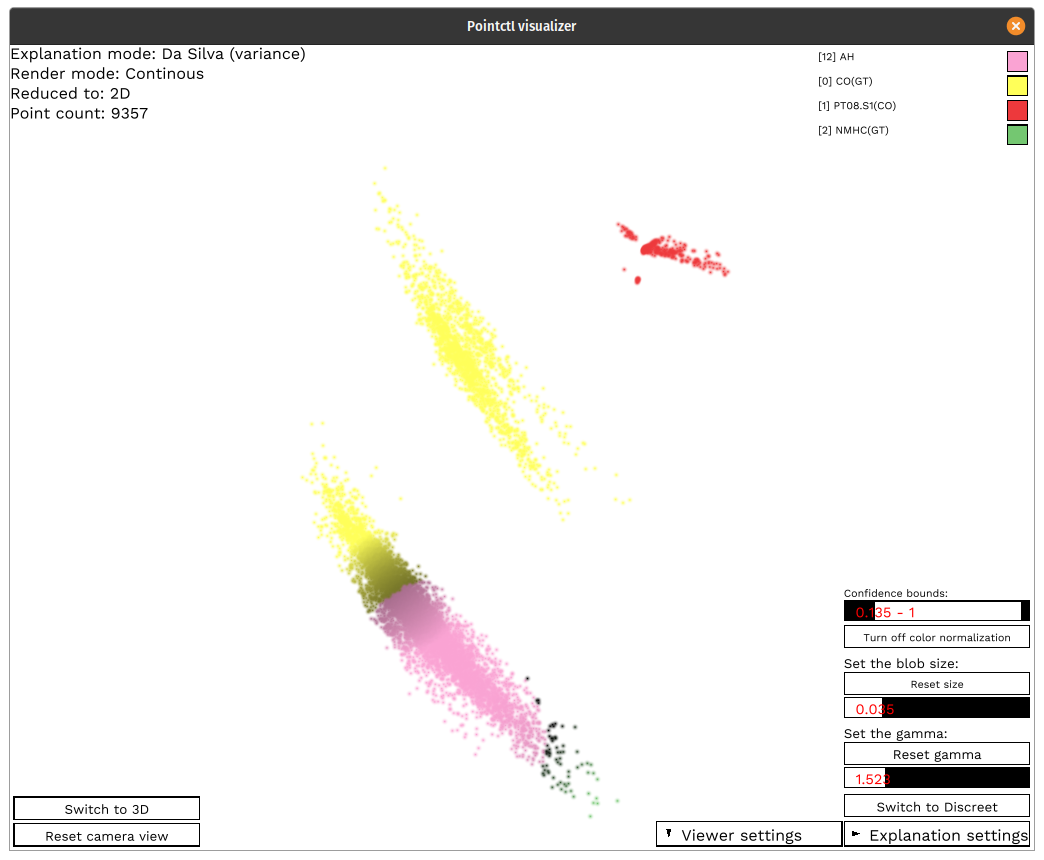 Pointctl visualizer
Explanation mode: Da Silva (variance)
Render mode: Continous
Reduced to: 2D
Point count: 9357
[12] AH
[0] CO(GT)
[1] PT08.S1(CO)
[2] NMHC(GT)
Confidence bounds:
0.135 - 1
Turn off color normalization
Set the blob size:
Reset size
0.035
Set the gamma:
Reset gamma
1.523
Switch to Discreet
Switch to 3D
Reset camera view
Viewer settings
Explanation settings